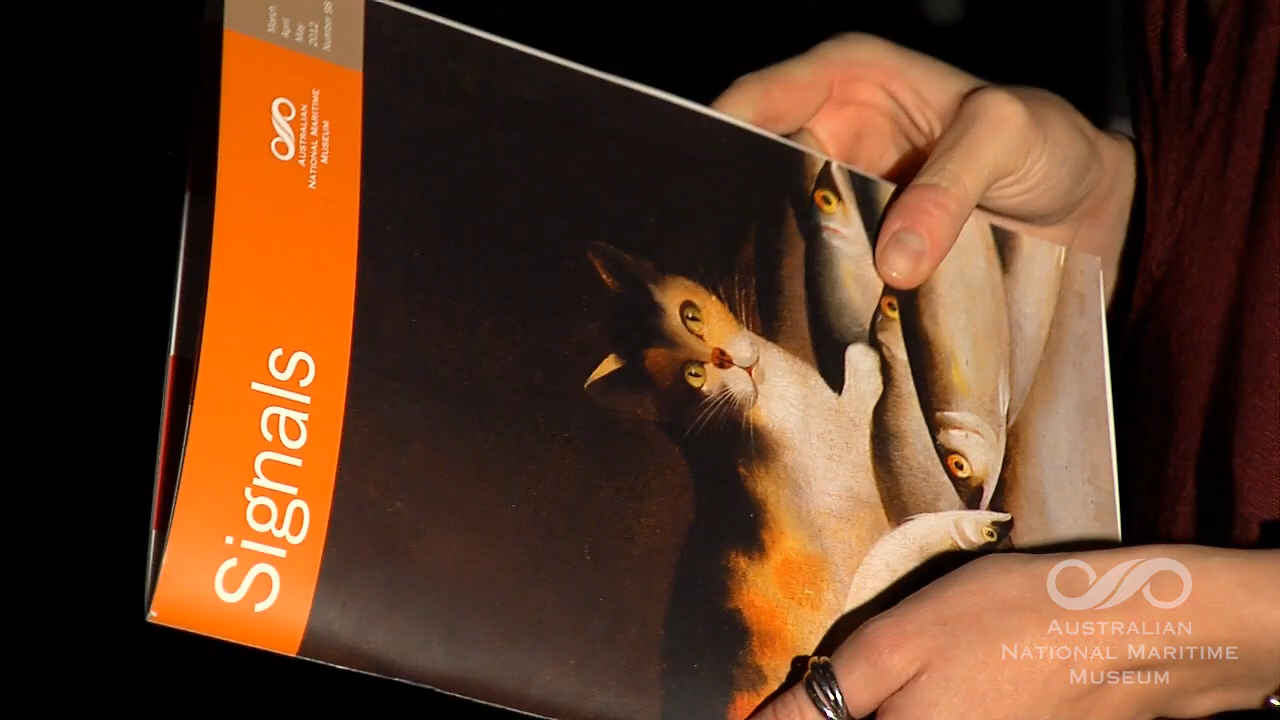 March
April
May
2012
Number 98
AUSTRALIAN
NATIONAL MARITIME
MUSEUM
Signals
AUSTRALIAN
NATIONAL MARITIME
MUSEUM